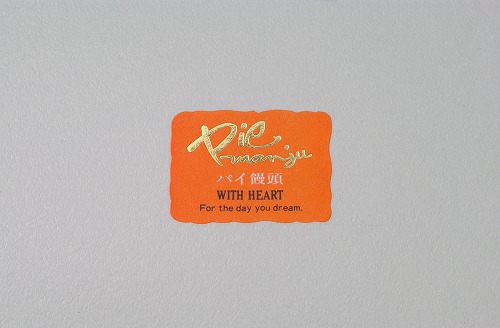 Pie
manju
パイ饅頭
WITH HEART
For the day you dream.